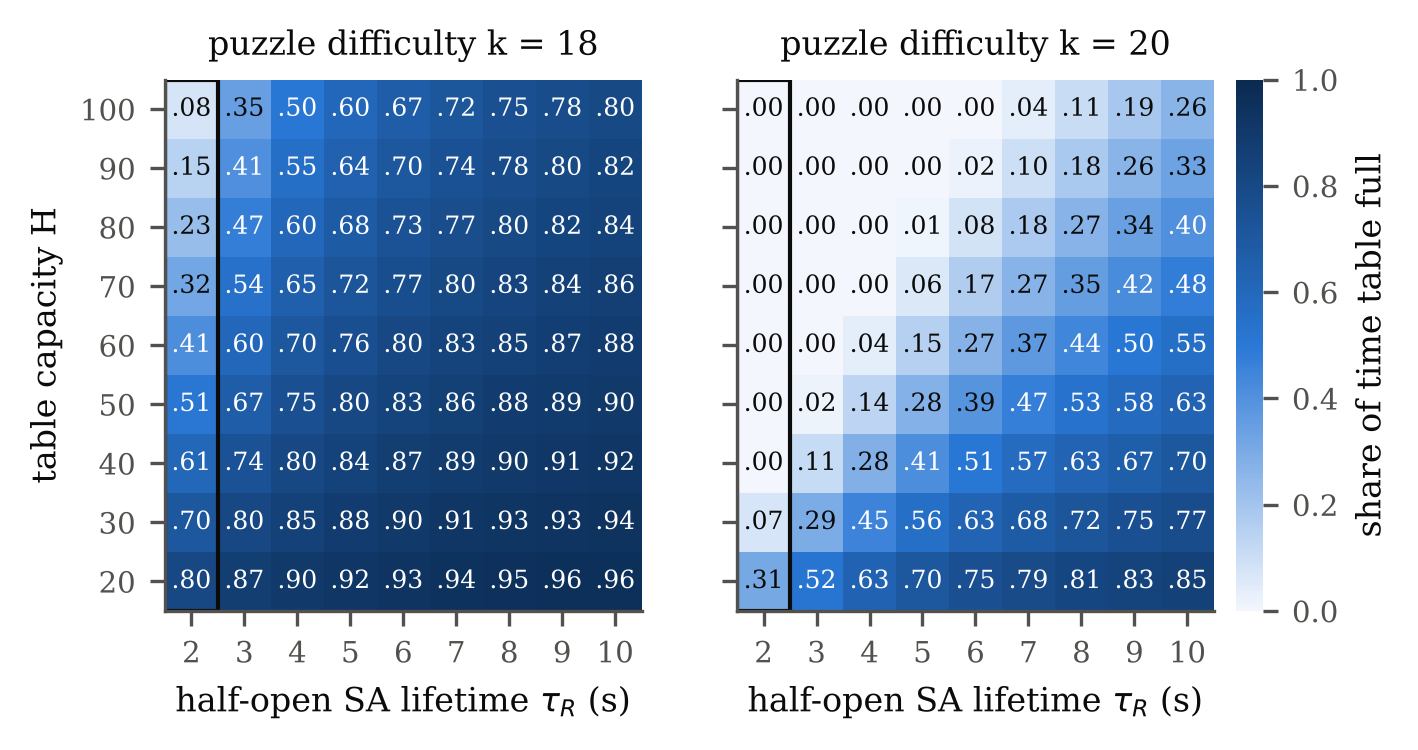 puzzle difficulty k = 18
puzzle difficulty k = 20
table capacity H
100 .08 .35 .50 .60 .67 .72 .75 .78 .80
90 .15 .41 .55 .64 .70 .74 .78 .80 .82
80 .23 .47 .60 .68 .73 .77 .80 .82 .84
70 .32 .54 .65 .72 .77 .80 .83 .84 .86
60 .41 .60 .70 .76 .80 .83 .85 .87 .88
50 .51 .67 .75 .80 .83 .86 .88 .89 .90
40 .61 .74 .80 .84 .87 .89 .90 .91 .92
30 .70 .80 .85 .88 .90 .91 .93 .93 .94
20 .80 .87 .90 .92 .93 .94 .95 .96 .96
2 3 4 5 6 7 8 9 10
half-open SA lifetime τ_R (s)
.00 .00 .00 .00 .00 .04 .11 .19 .26
.00 .00 .00 .00 .02 .10 .18 .26 .33
.00 .00 .00 .01 .08 .18 .27 .34 .40
.00 .00 .00 .06 .17 .27 .35 .42 .48
.00 .00 .04 .15 .27 .37 .44 .50 .55
.00 .02 .14 .28 .39 .47 .53 .58 .63
.00 .11 .28 .41 .51 .57 .63 .67 .70
.07 .29 .45 .56 .63 .68 .72 .75 .77
.31 .52 .63 .70 .75 .79 .81 .83 .85
2 3 4 5 6 7 8 9 10
half-open SA lifetime τ_R (s)
1.0
0.8
0.6
0.4
0.2
0.0
share of time table full